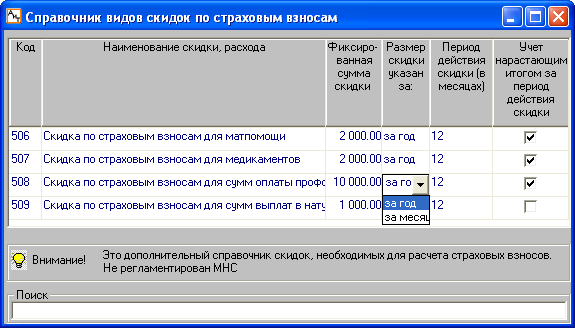 Справочник видов скидок по страховым взносам
Код Наименование скидки, расхода Фиксиро- Размер Период Учет
ванная скидки действия нарастающим
сумма указан скидки (в итогом за
скидки за: месяцах) период
действия
скидки
506 Скидка по страховым взносам для матпомощи 2 000.00 за год 12
507 Скидка по страховым взносам для медикаментов 2 000.00 за год 12
508 Скидка по страховым взносам для сумм оплаты профо 10 000.00 за го 12
509 Скидка по страховым взносам для сумм выплат в нату 1 000.00 за год 12
за месяц
Внимание! Это дополнительный справочник скидок, необходимых для расчета страховых взносов.
Не регламентирован МНС
Поиск